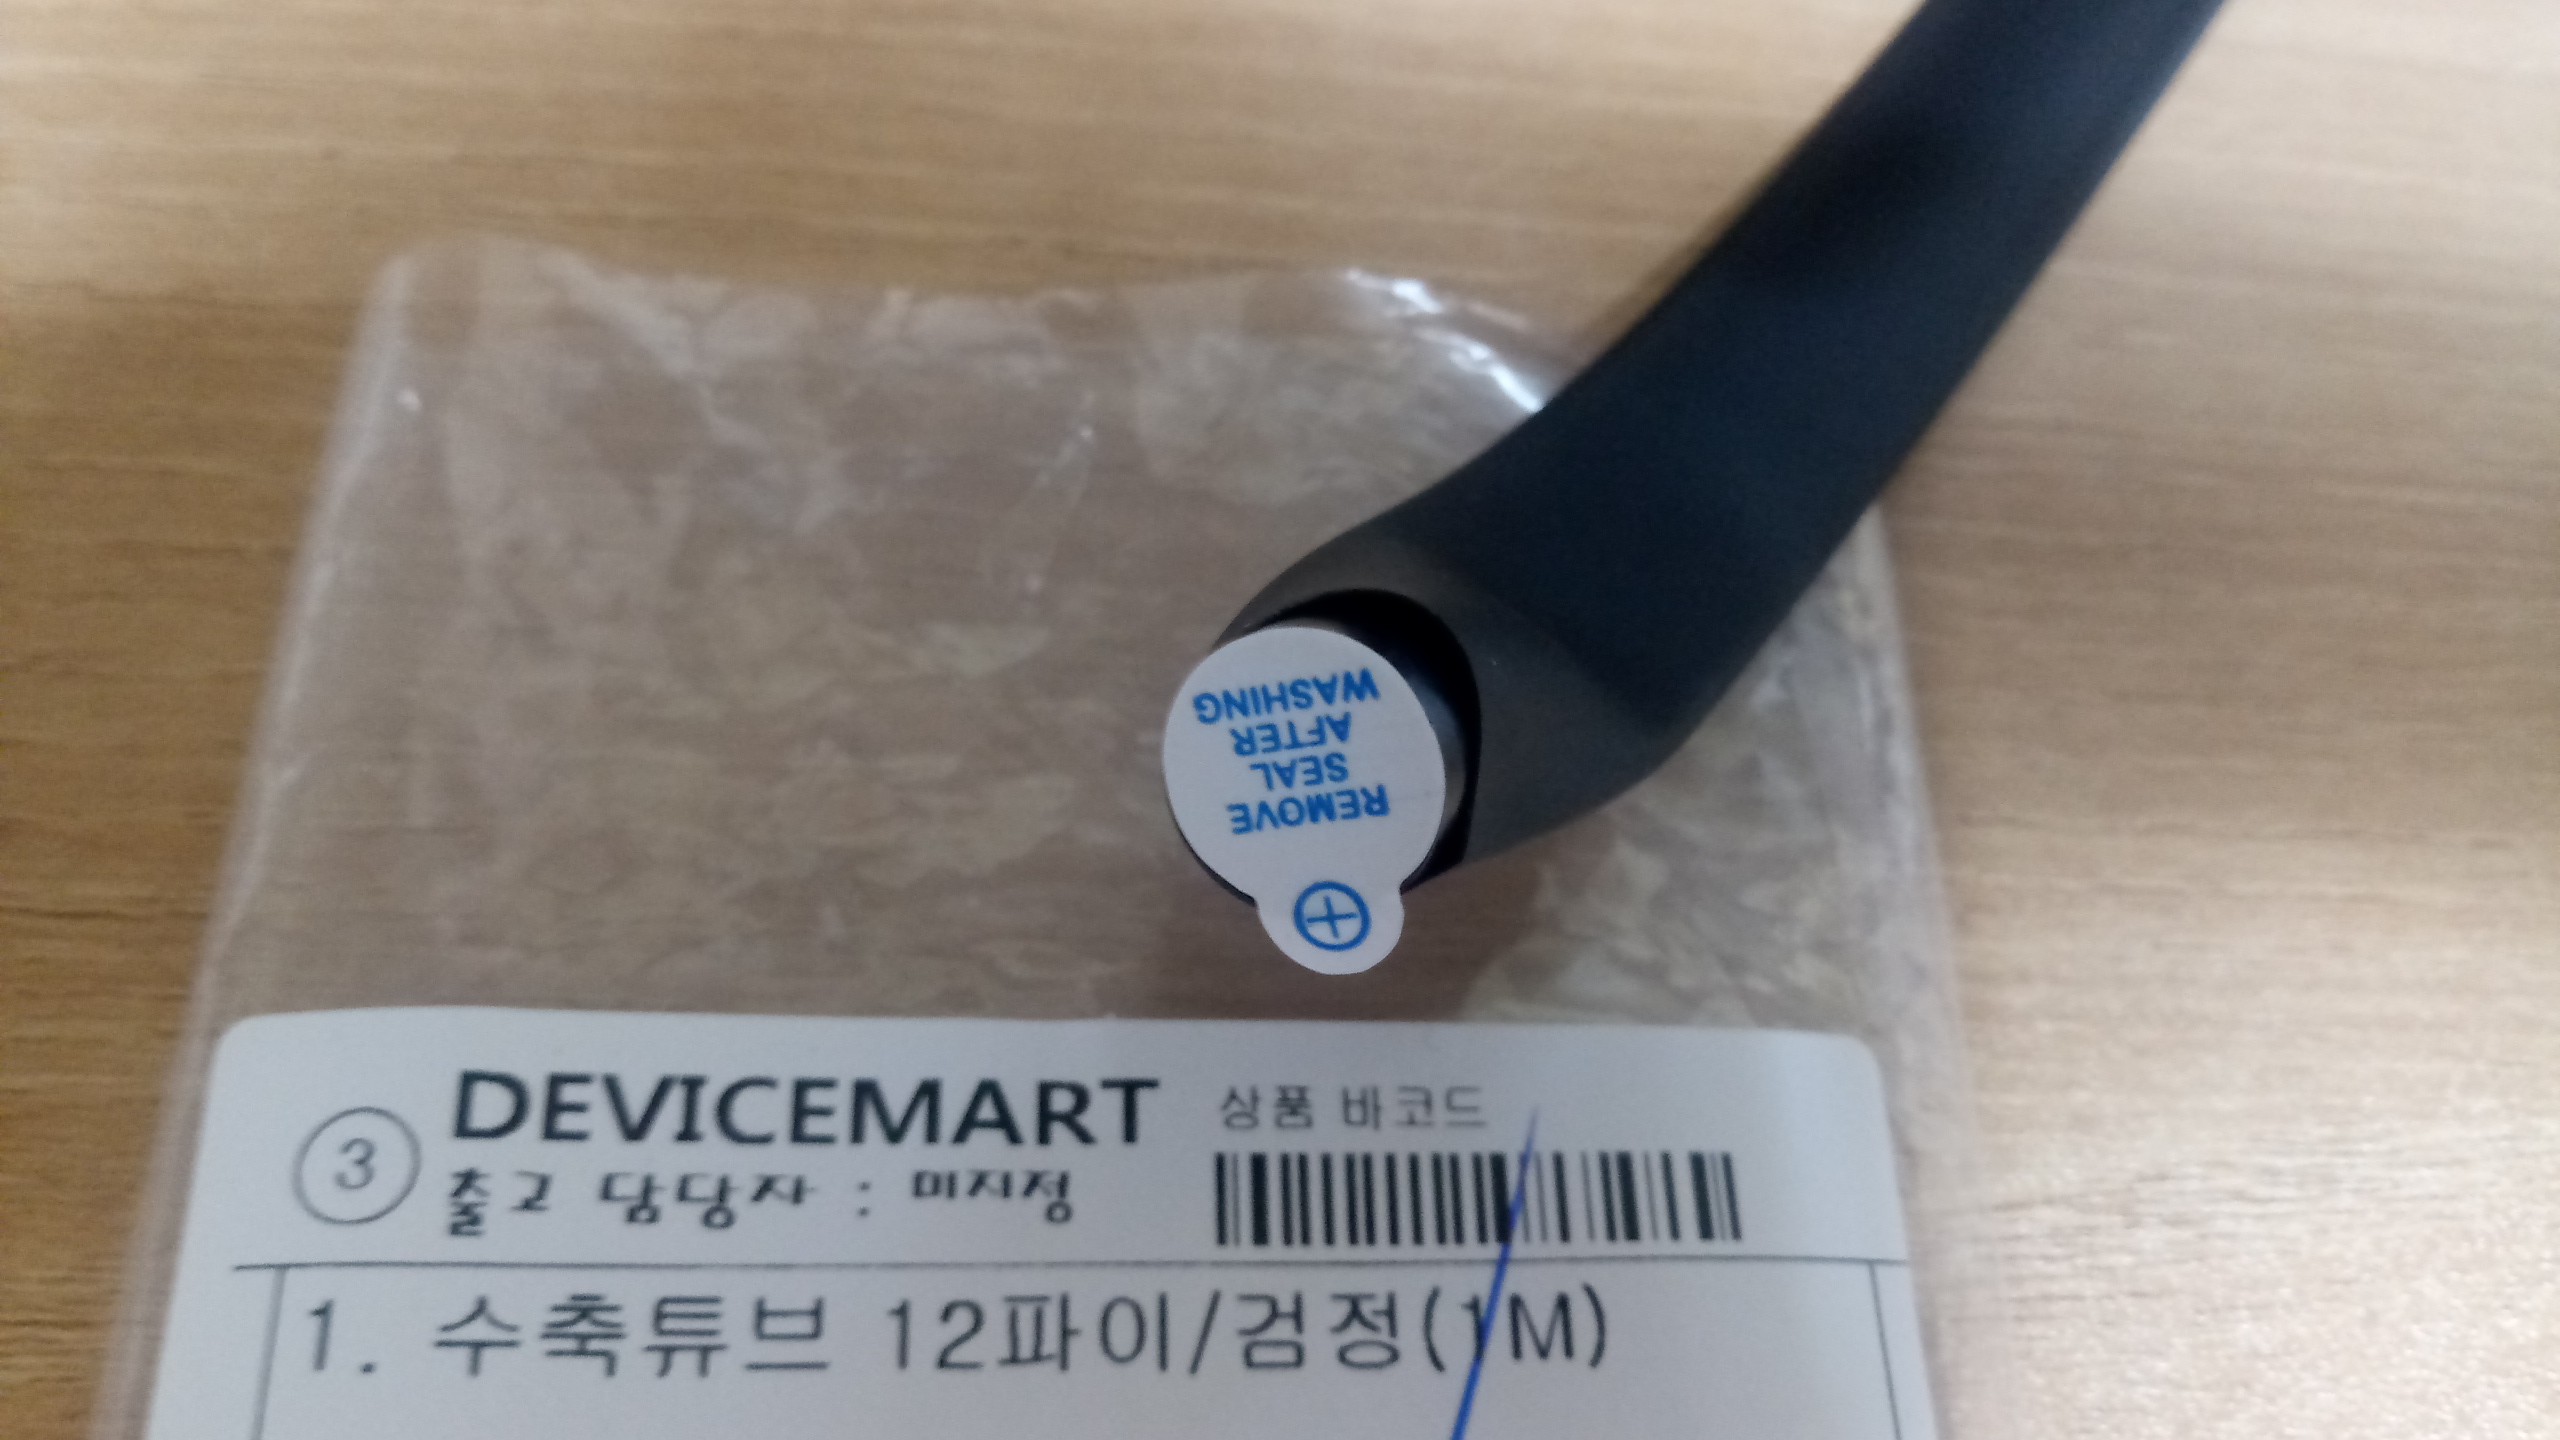 REMOVE
SEAL
AFTER
WASHING
+
3
DEVICEMART
상품 바코드
출고 담당자 : 미지정
1. 수축튜브 12파이/검정(1M)